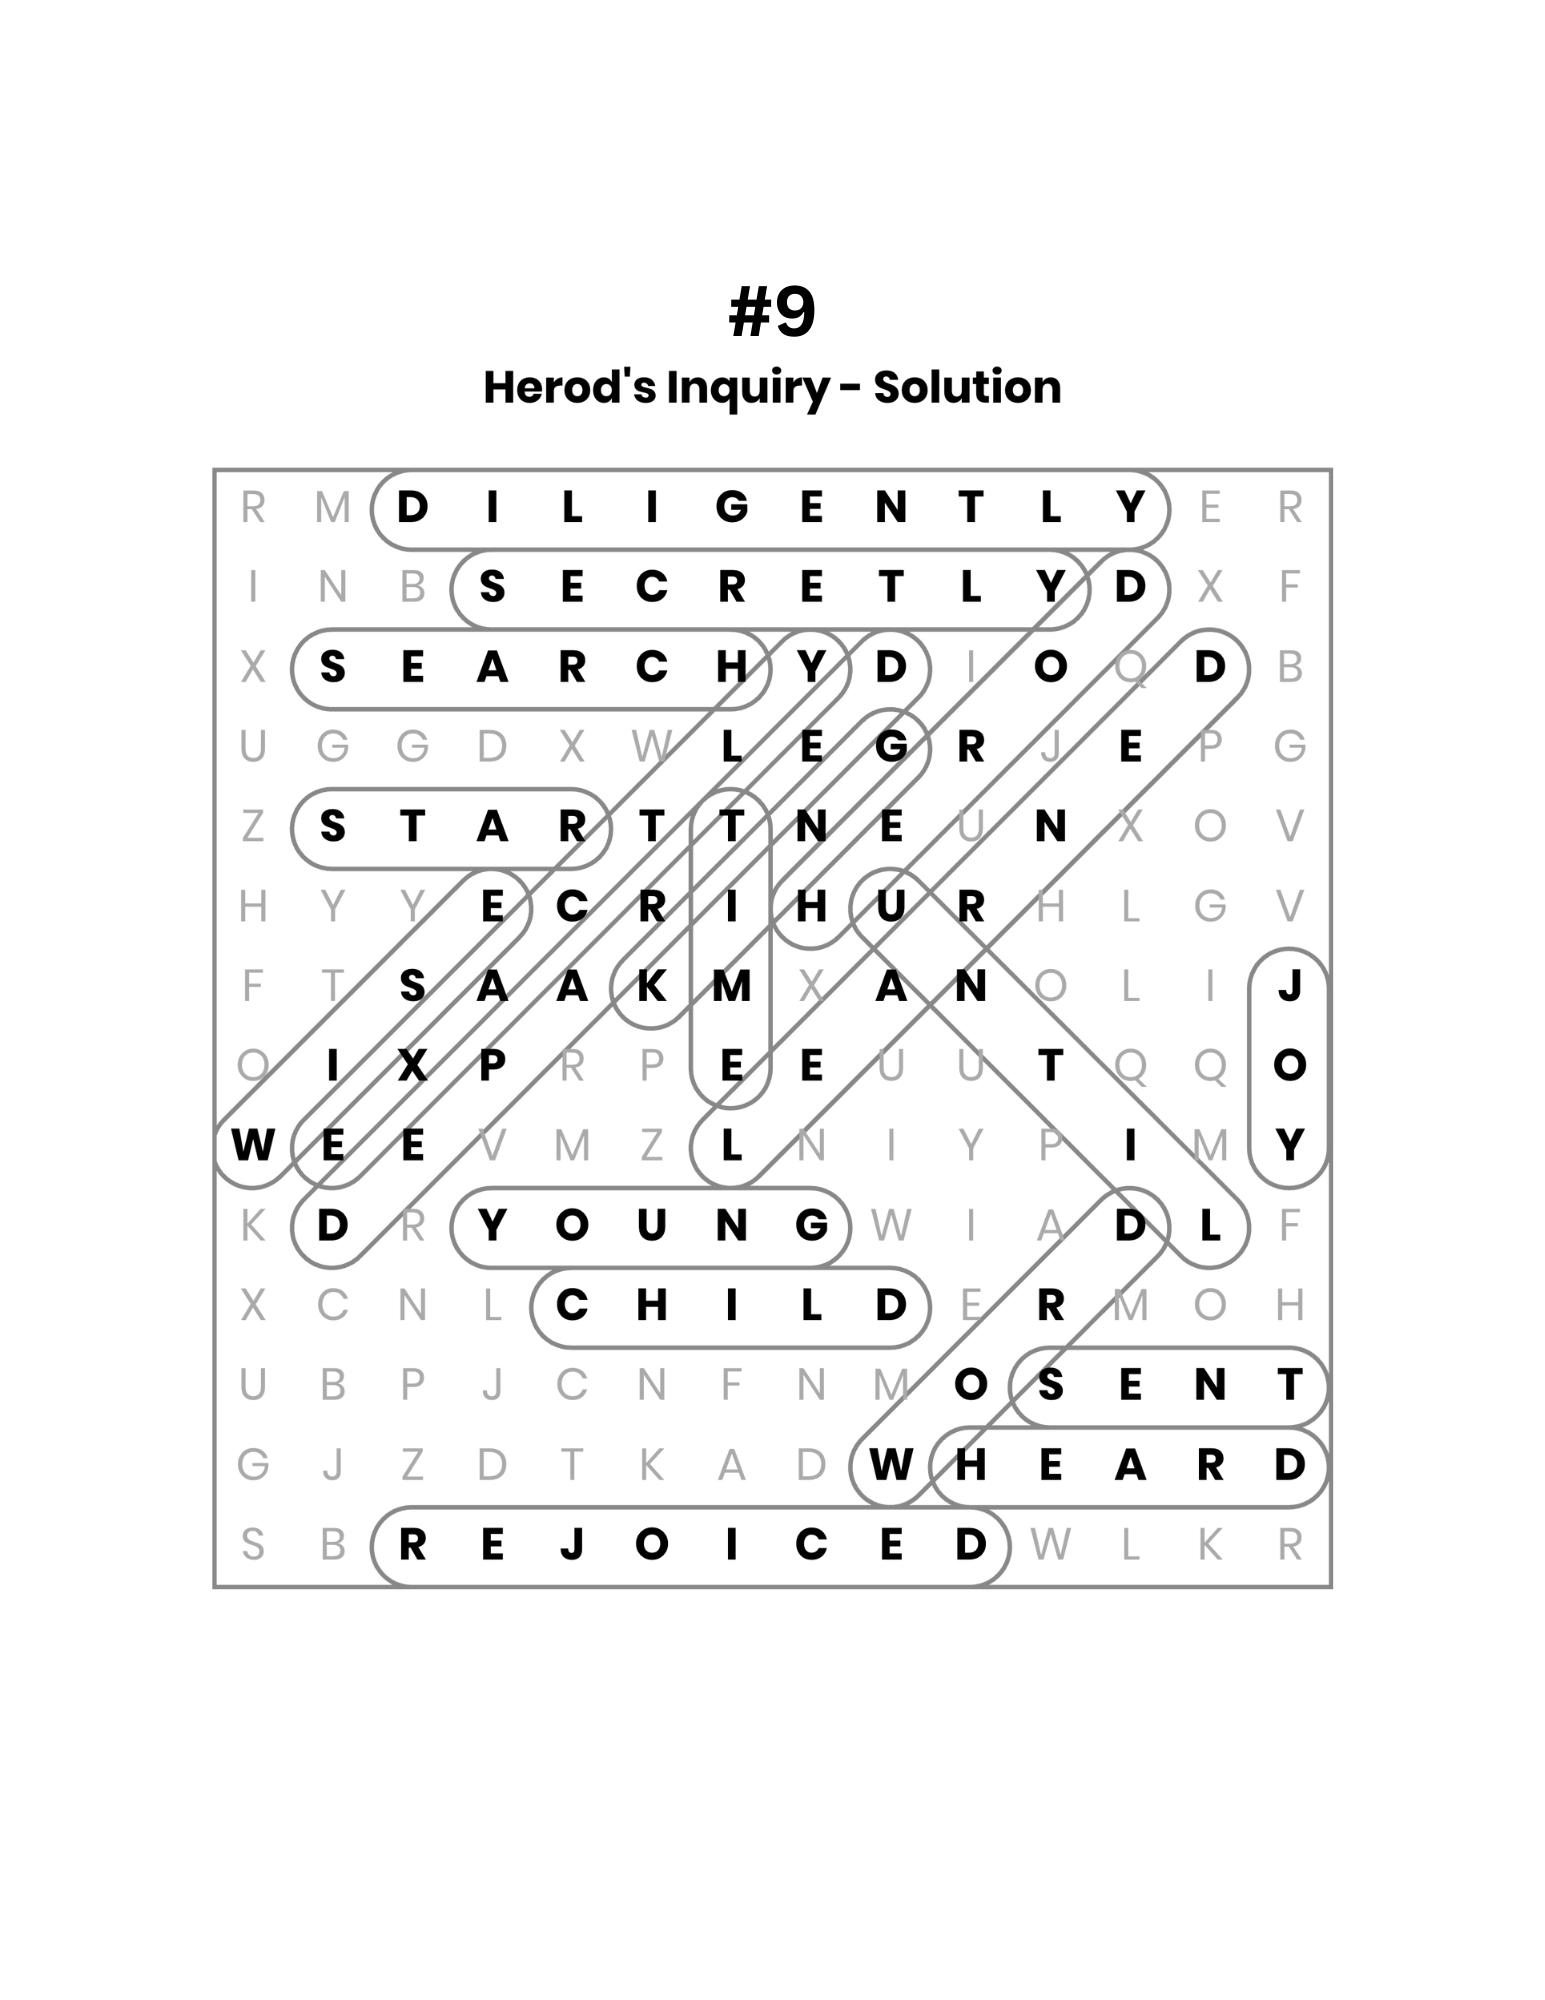 #9
Herod's Inquiry - Solution
R M D I L I G E N T L Y E R
I N B S E C R E T L Y D X F
X S E A R C H Y D I O Q D B
U G G D X W L E G R J E P G
Z S T A R T T N E U N X O V
H Y Y E C R I H U R H L G V
F T S A A K M X A N O L I J
O I X P R P E E U U T Q Q O
W E E V M Z L N I Y P I M Y
K D R Y O U N G W I A D L F
X C N L C H I L D E R M O H
U B P J C N F N M O S E N T
G J Z D T K A D W H E A R D
S B R E J O I C E D W L K R